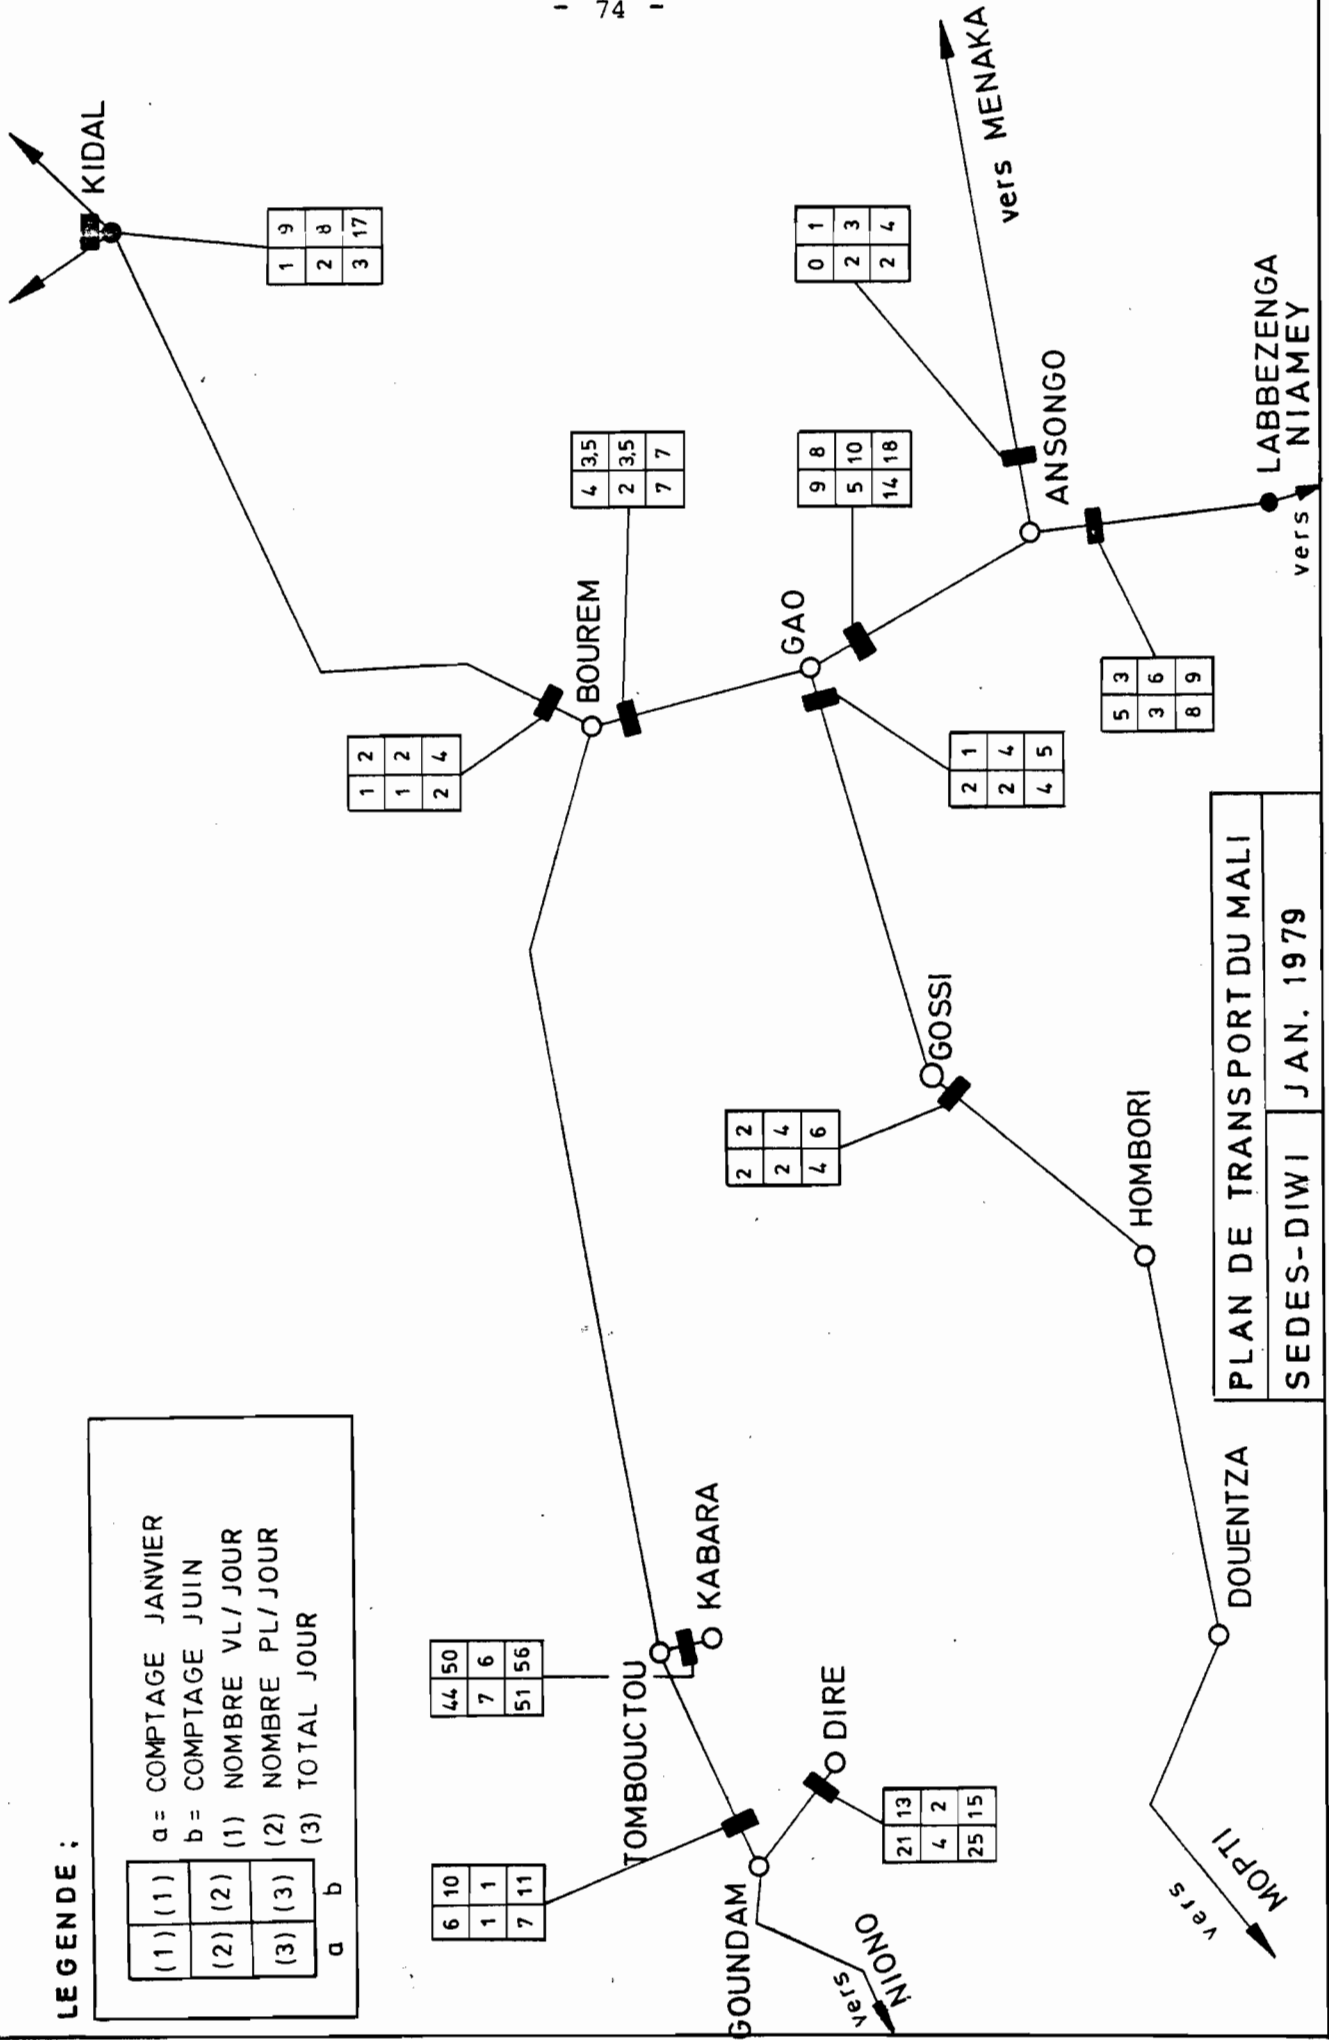 - 74 -
LEGENDE :
(1) (1)
(2) (2)
(3) (3)
a b
a = COMPTAGE JANVIER
b = COMPTAGE JUIN
(1) NOMBRE VL/JOUR
(2) NOMBRE PL/JOUR
(3) TOTAL JOUR
KIDAL
1 9
2 8
3 17
1 2
1 2
2 4
BOUREM
4 3,5
2 3,5
7 7
44 50
7 6
51 56
6 10
1 1
7 11
TOMBOUCTOU
KABARA
GOUNDAM
DIRE
21 13
4 2
25 15
vers
NIONO
2 2
2 4
4 6
GOSSI
GAO
9 8
5 10
14 18
2 1
2 4
4 5
0 1
2 3
2 4
vers MENAKA
ANSONGO
5 3
3 6
8 9
HOMBORI
DOUENTZA
vers
MOPTI
LABBEZENGA
vers NIAMEY
PLAN DE TRANSPORT DU MALI
SEDES-DIWI JAN. 1979